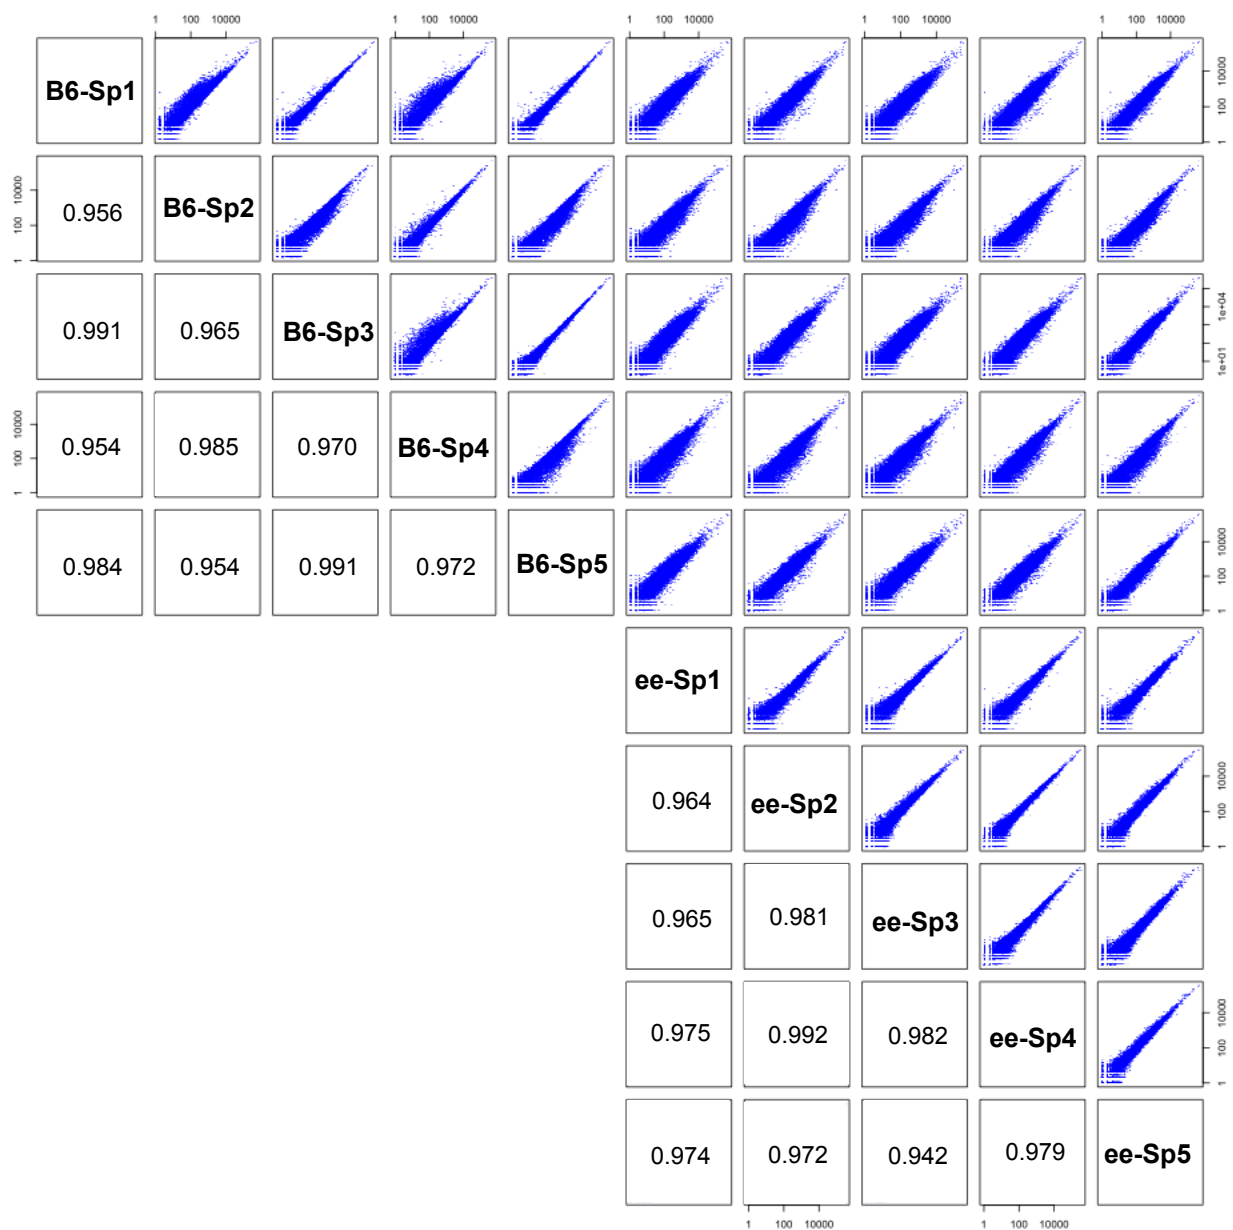 1 100 10000 1 100 10000 1 100 10000 1 100 10000 1 100 10000
B6-Sp1 1 100 10000
1 100 10000 0.956 B6-Sp2
0.991 0.965 B6-Sp3 1e+01 1e+04
1 100 10000 0.954 0.985 0.970 B6-Sp4
0.984 0.954 0.991 0.972 B6-Sp5 1 100 10000
ee-Sp1
0.964 ee-Sp2 1 100 10000
0.965 0.981 ee-Sp3
0.975 0.992 0.982 ee-Sp4 1 100 10000
0.974 0.972 0.942 0.979 ee-Sp5
1 100 10000 1 100 10000